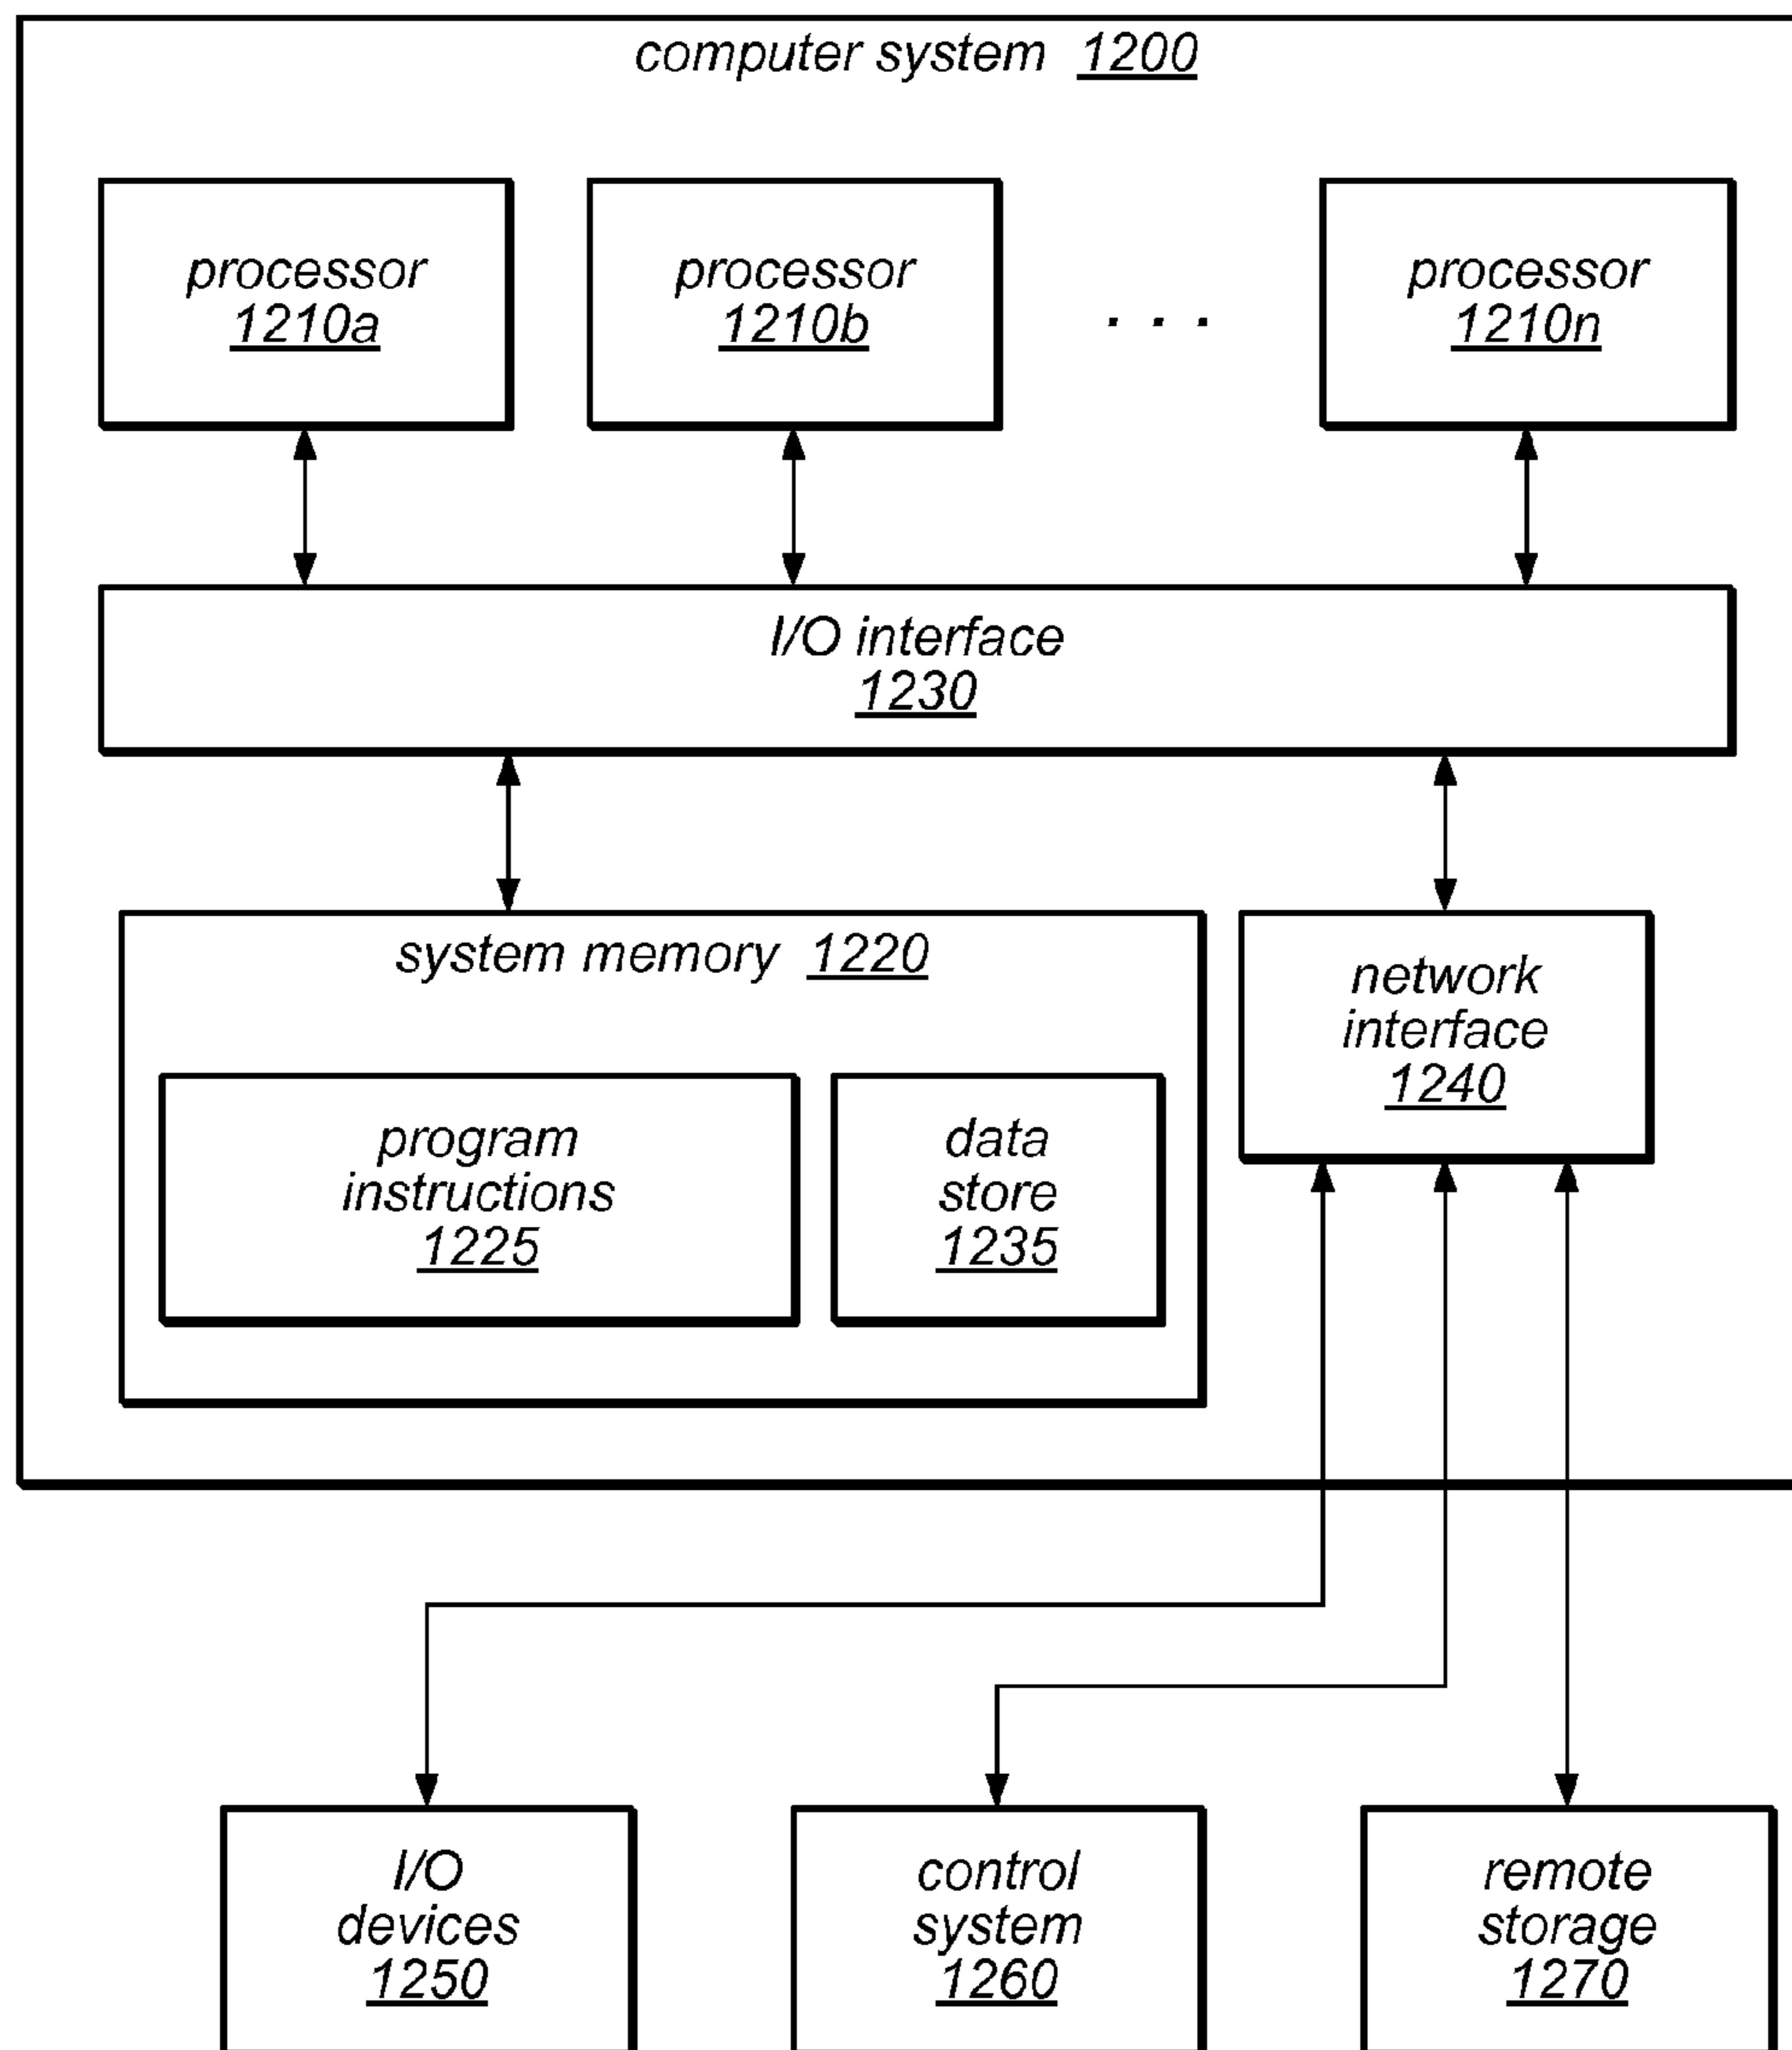 computer system 1200
processor
1210a
processor
1210b
. . .
processor
1210n
I/O interface
1230
system memory 1220
program
instructions
1225
data
store
1235
network
interface
1240
I/O
devices
1250
control
system
1260
remote
storage
1270